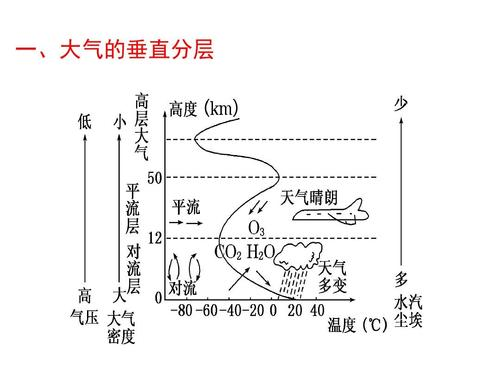 一、大气的垂直分层
低
小
高层大气
高度 (km)
少
50
平流层
平流
天气晴朗
O₃
12
对流层
CO₂ H₂O
对流
天气多变
高气压
大
大气密度
0
多
水汽尘埃
-80 -60 -40 -20 0 20 40
温度 (℃)